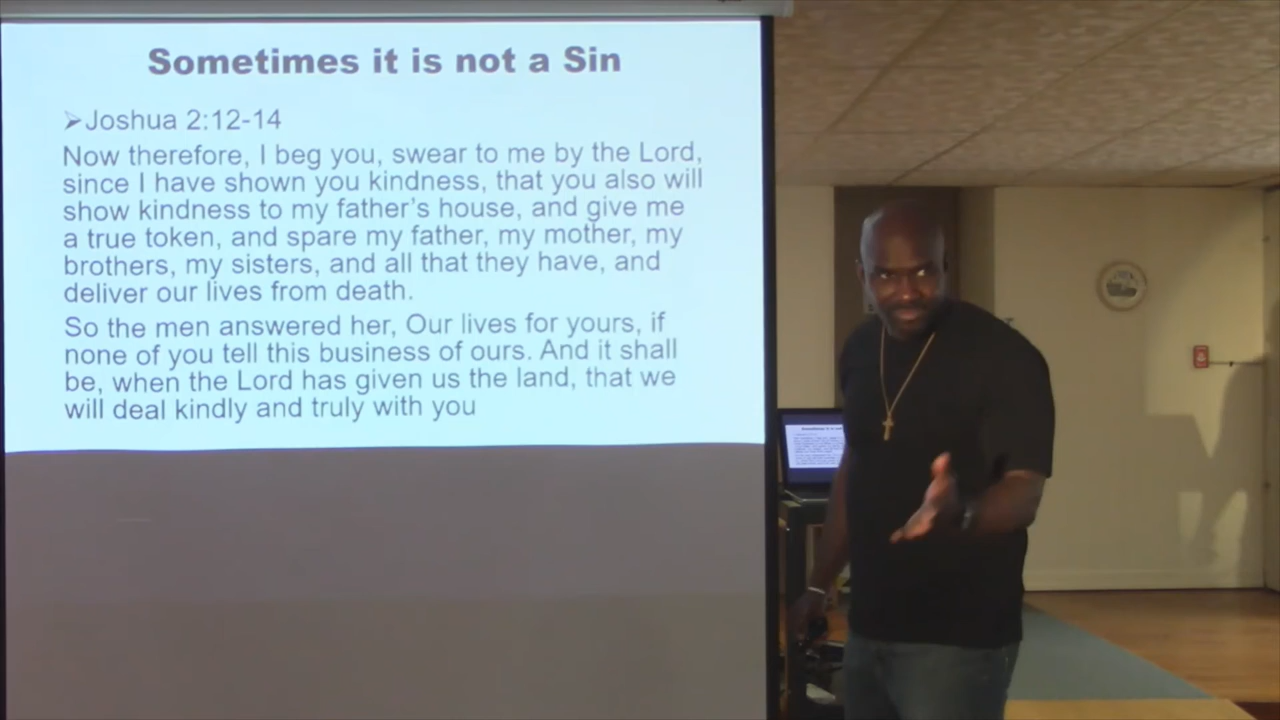 Sometimes it is not a Sin
➢Joshua 2:12-14
Now therefore, I beg you, swear to me by the Lord,
since I have shown you kindness, that you also will
show kindness to my father's house, and give me
a true token, and spare my father, my mother, my
brothers, my sisters, and all that they have, and
deliver our lives from death.
So the men answered her, Our lives for yours, if
none of you tell this business of ours. And it shall
be, when the Lord has given us the land, that we
will deal kindly and truly with you